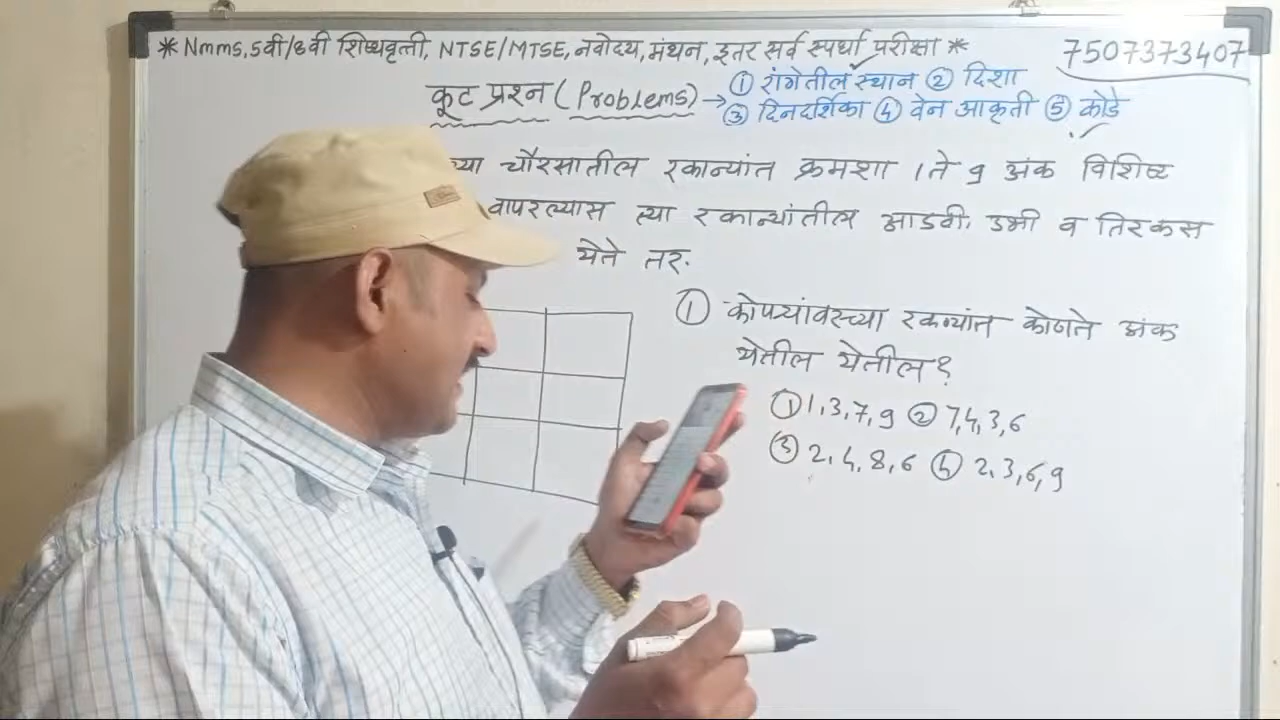 * Nmms, 5वी/8वी शिष्यवृत्ती, NTSE/MTSE, नवोदय, मंथन, इतर सर्व स्पर्धा परीक्षा *
7507373407
कूट प्रश्न (Problems) → ① रांगेतील स्थान ② दिशा
③ दिनदर्शिका ④ वेन आकृती ⑤ कोडे
च्या चौरसातील रकान्यांत क्रमशा 1 ते 9 अंक विशिष्ट
वापरल्यास त्या रकान्यांतील आडवी, उभी व तिरकस
येते तर.
① कोपऱ्यांवरच्या रकान्यांत कोणते अंक
येतील येतील?
① 1,3,7,9 ② 7,4,3,6
③ 2,4,8,6 ④ 2,3,6,9